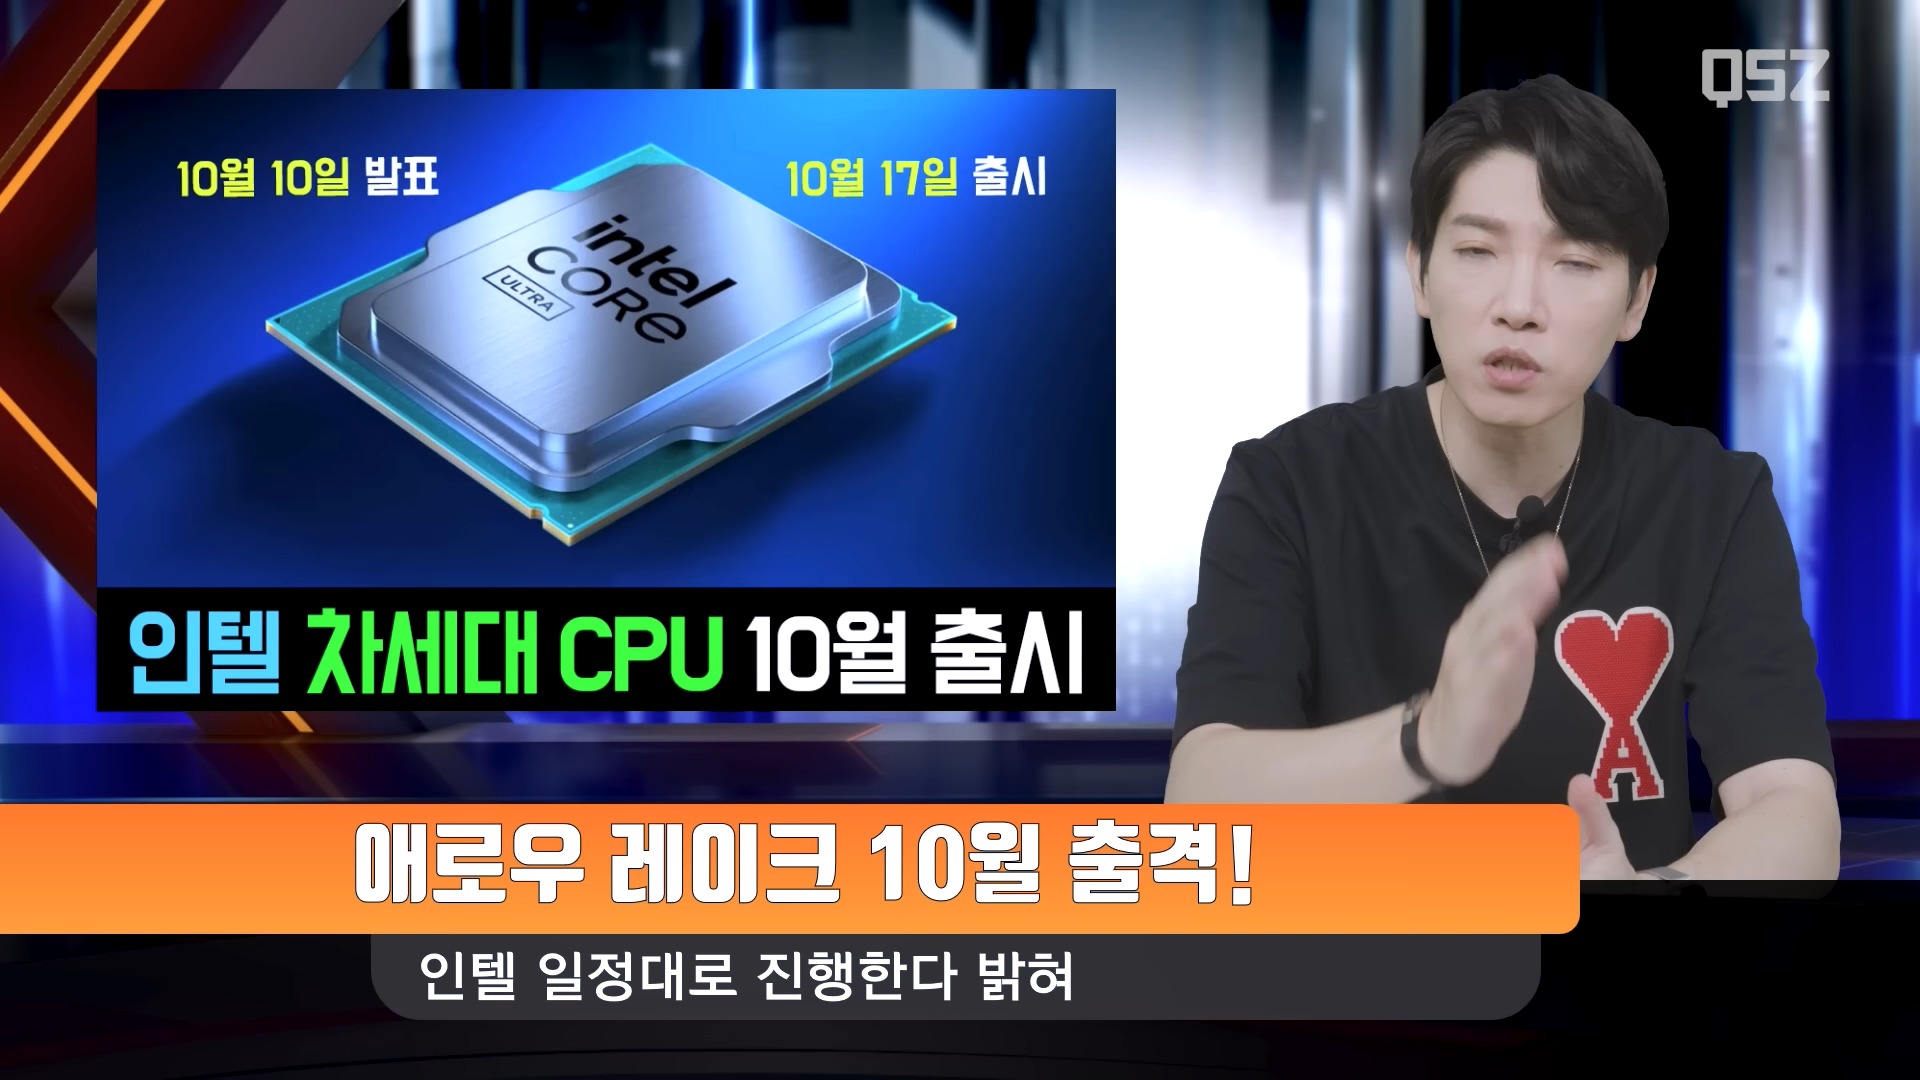 QSZ
10월 10일 발표
10월 17일 출시
intel
CORE
ULTRA
인텔 차세대 CPU 10월 출시
A
애로우 레이크 10월 출격!
인텔 일정대로 진행한다 밝혀